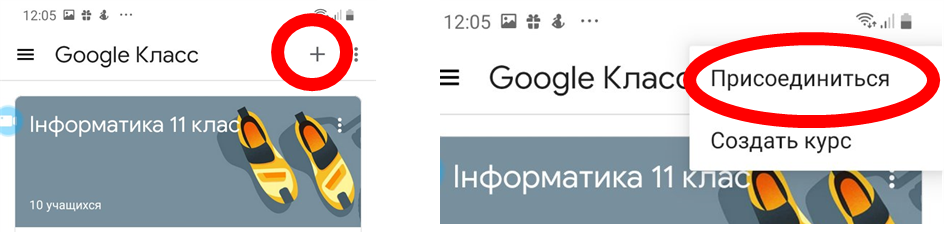 12:05
Google Класс
Інформатика 11 клас
10 учащихся
12:05
Google Класс
Присоединиться
Создать курс
Інформатика 11 клас